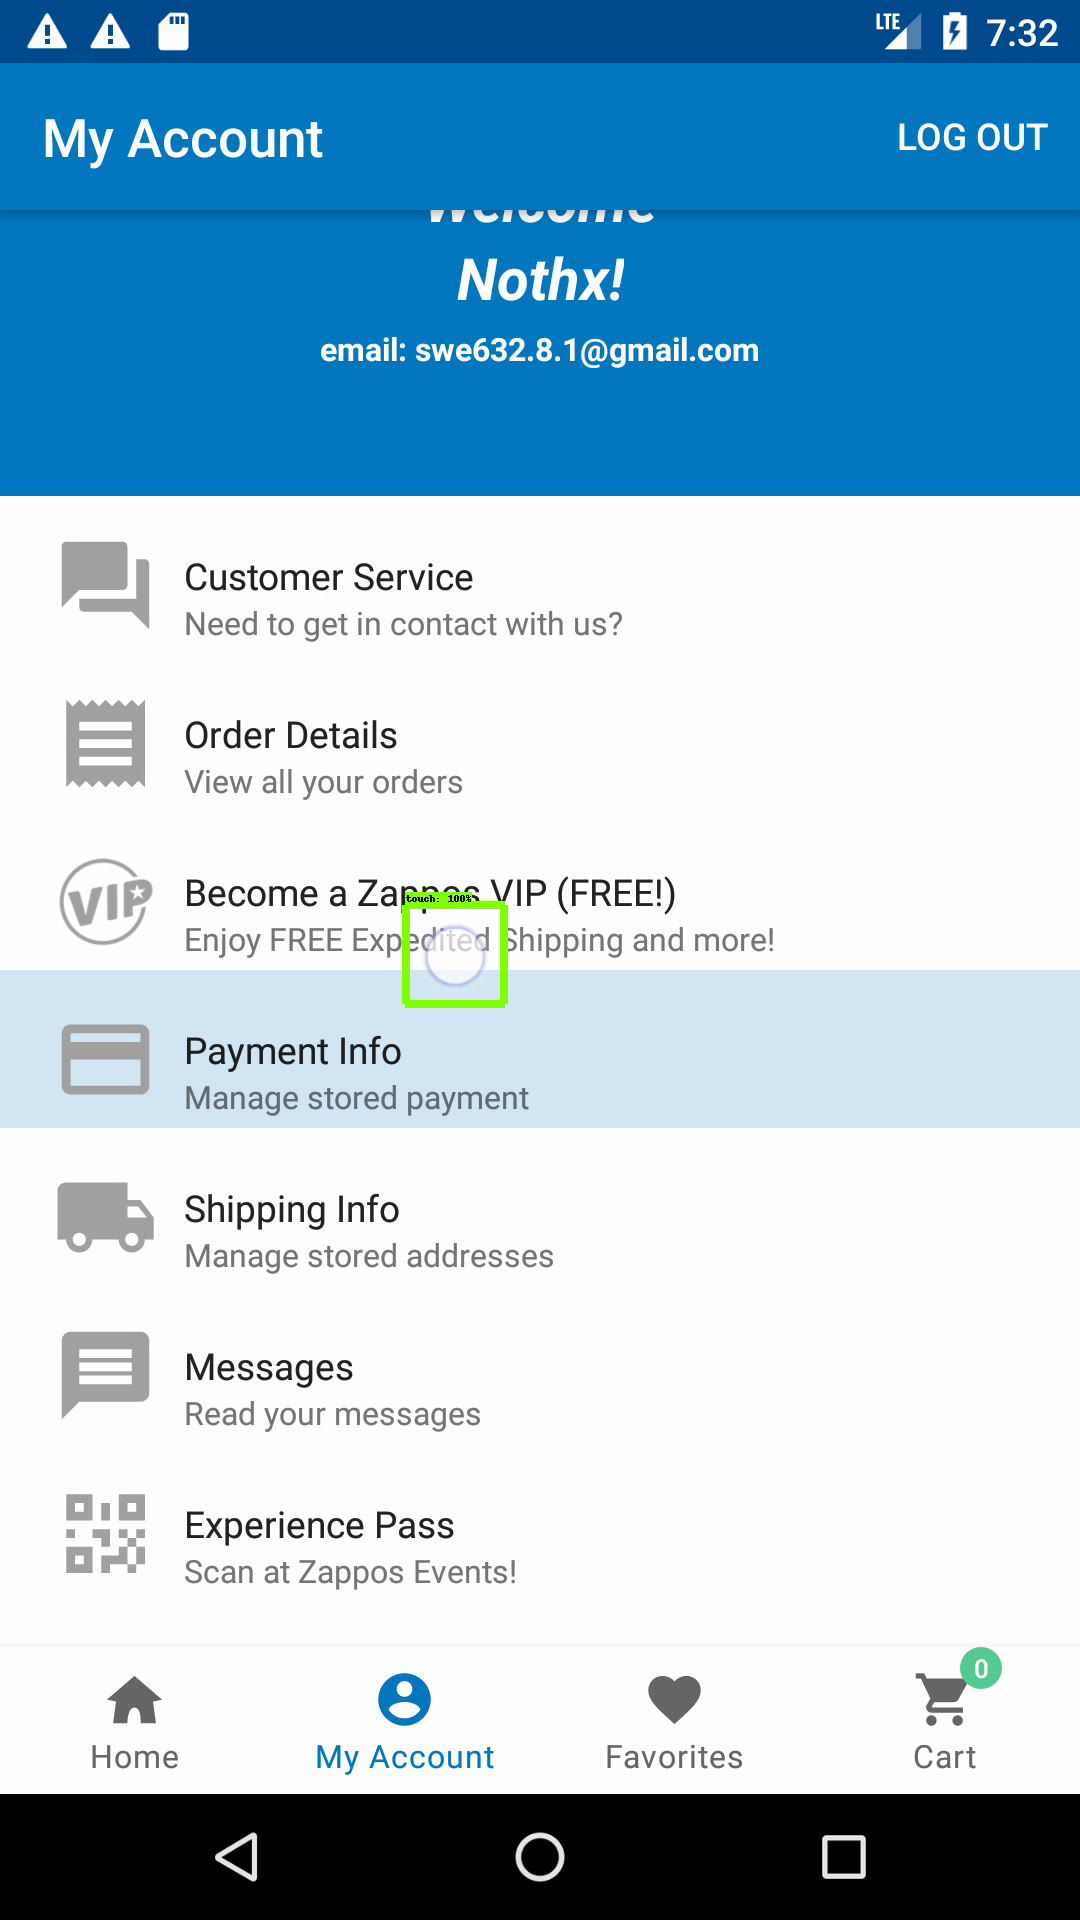 LTE 7:32
My Account LOG OUT
Welcome
Nothx!
email: swe632.8.1@gmail.com
Customer Service
Need to get in contact with us?
Order Details
View all your orders
VIP
Become a Zappos VIP (FREE!)
touch: 100%
Enjoy FREE Expedited Shipping and more!
Payment Info
Manage stored payment
Shipping Info
Manage stored addresses
Messages
Read your messages
Experience Pass
Scan at Zappos Events!
0
Home My Account Favorites Cart